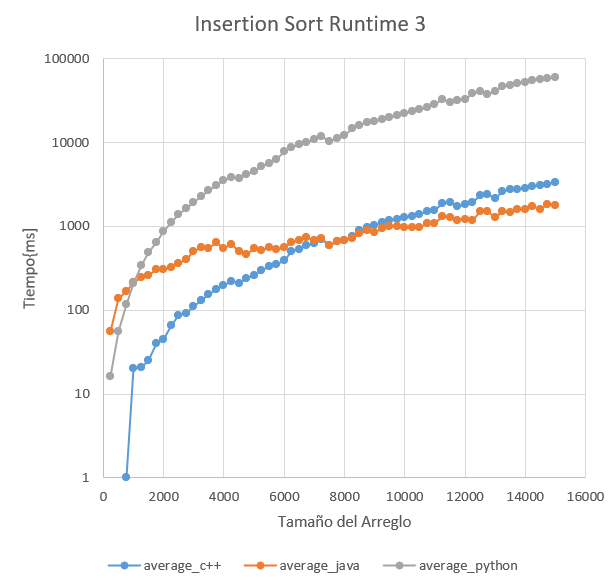 Insertion Sort Runtime 3
100000
10000
1000
100
10
1
Tiempo(ms)
0 2000 4000 6000 8000 10000 12000 14000 16000
Tamaño del Arreglo
average_c++ average_java average_python